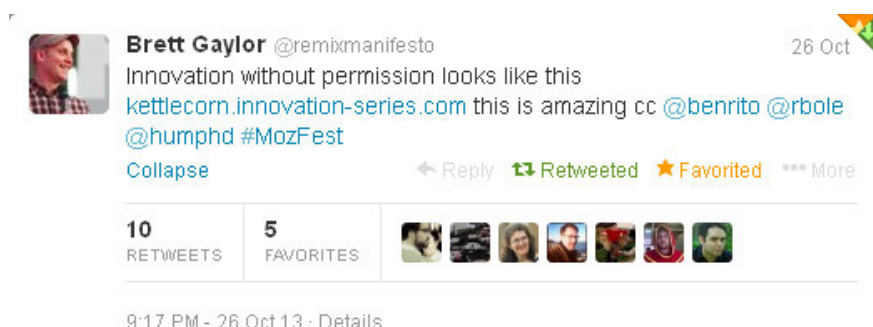 Brett Gaylor @remixmanifesto 26 Oct
Innovation without permission looks like this
kettlecorn.innovation-series.com this is amazing cc @benrito @rbole
@humphd #MozFest
Collapse Reply Retweeted Favorited More
10 5
RETWEETS FAVORITES
9:17 PM - 26 Oct 13 · Details